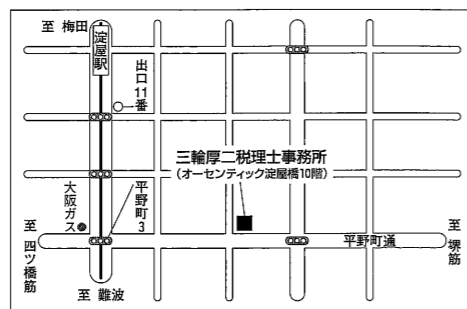 至 梅田
淀屋駅
出口11番
三輪厚二税理士事務所
(オーセンティック淀屋橋10階)
大阪ガス
平野町3
至 四ツ橋筋
平野町通
至 堺筋
至 難波